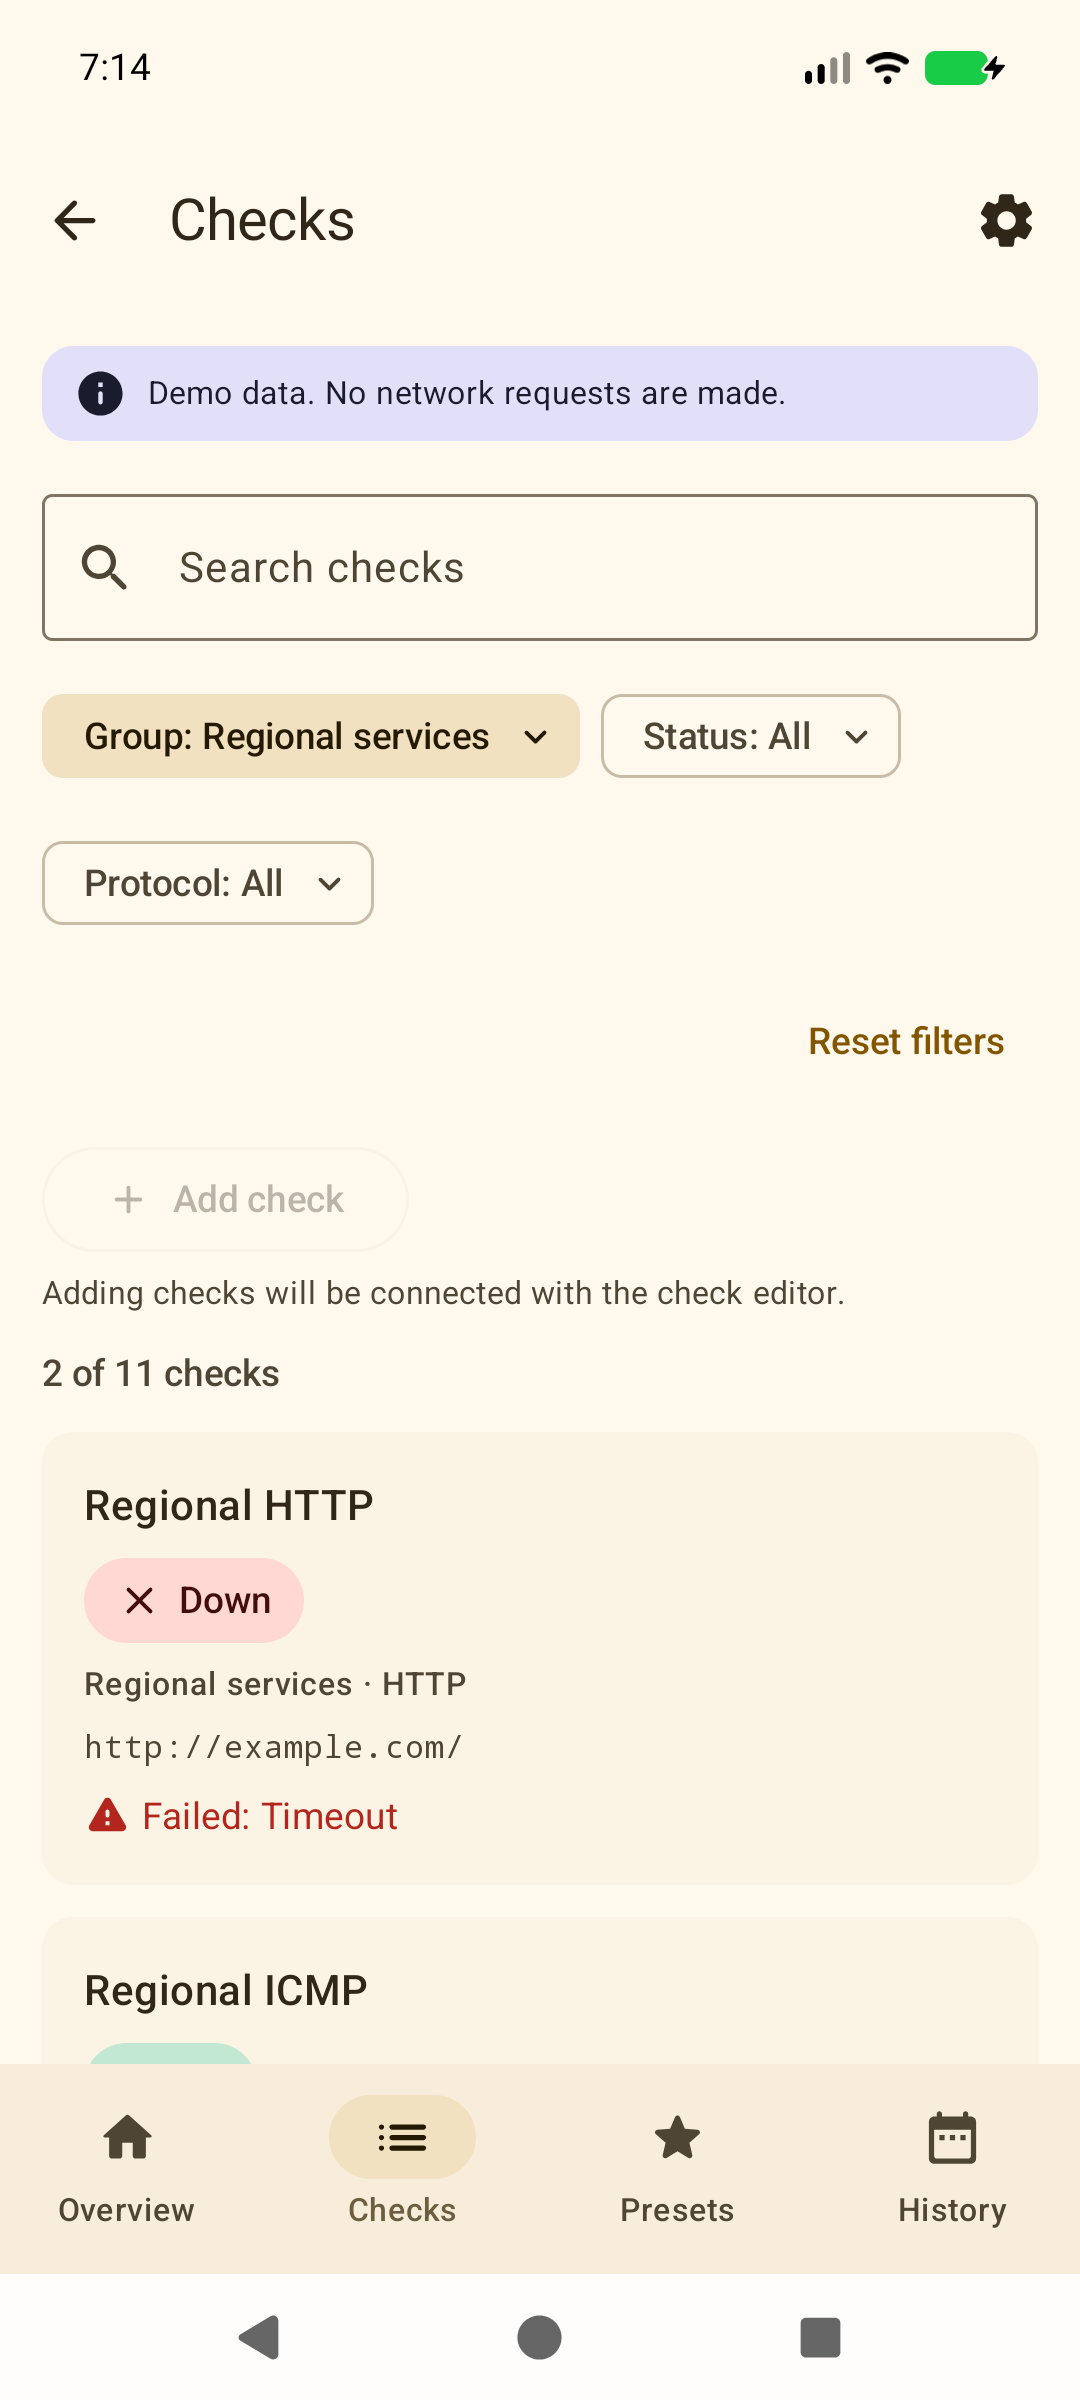 7:14
Checks
Demo data. No network requests are made.
Search checks
Group: Regional services
Status: All
Protocol: All
Reset filters
Add check
Adding checks will be connected with the check editor.
2 of 11 checks
Regional HTTP
Down
Regional services · HTTP
http://example.com/
Failed: Timeout
Regional ICMP
Overview
Checks
Presets
History